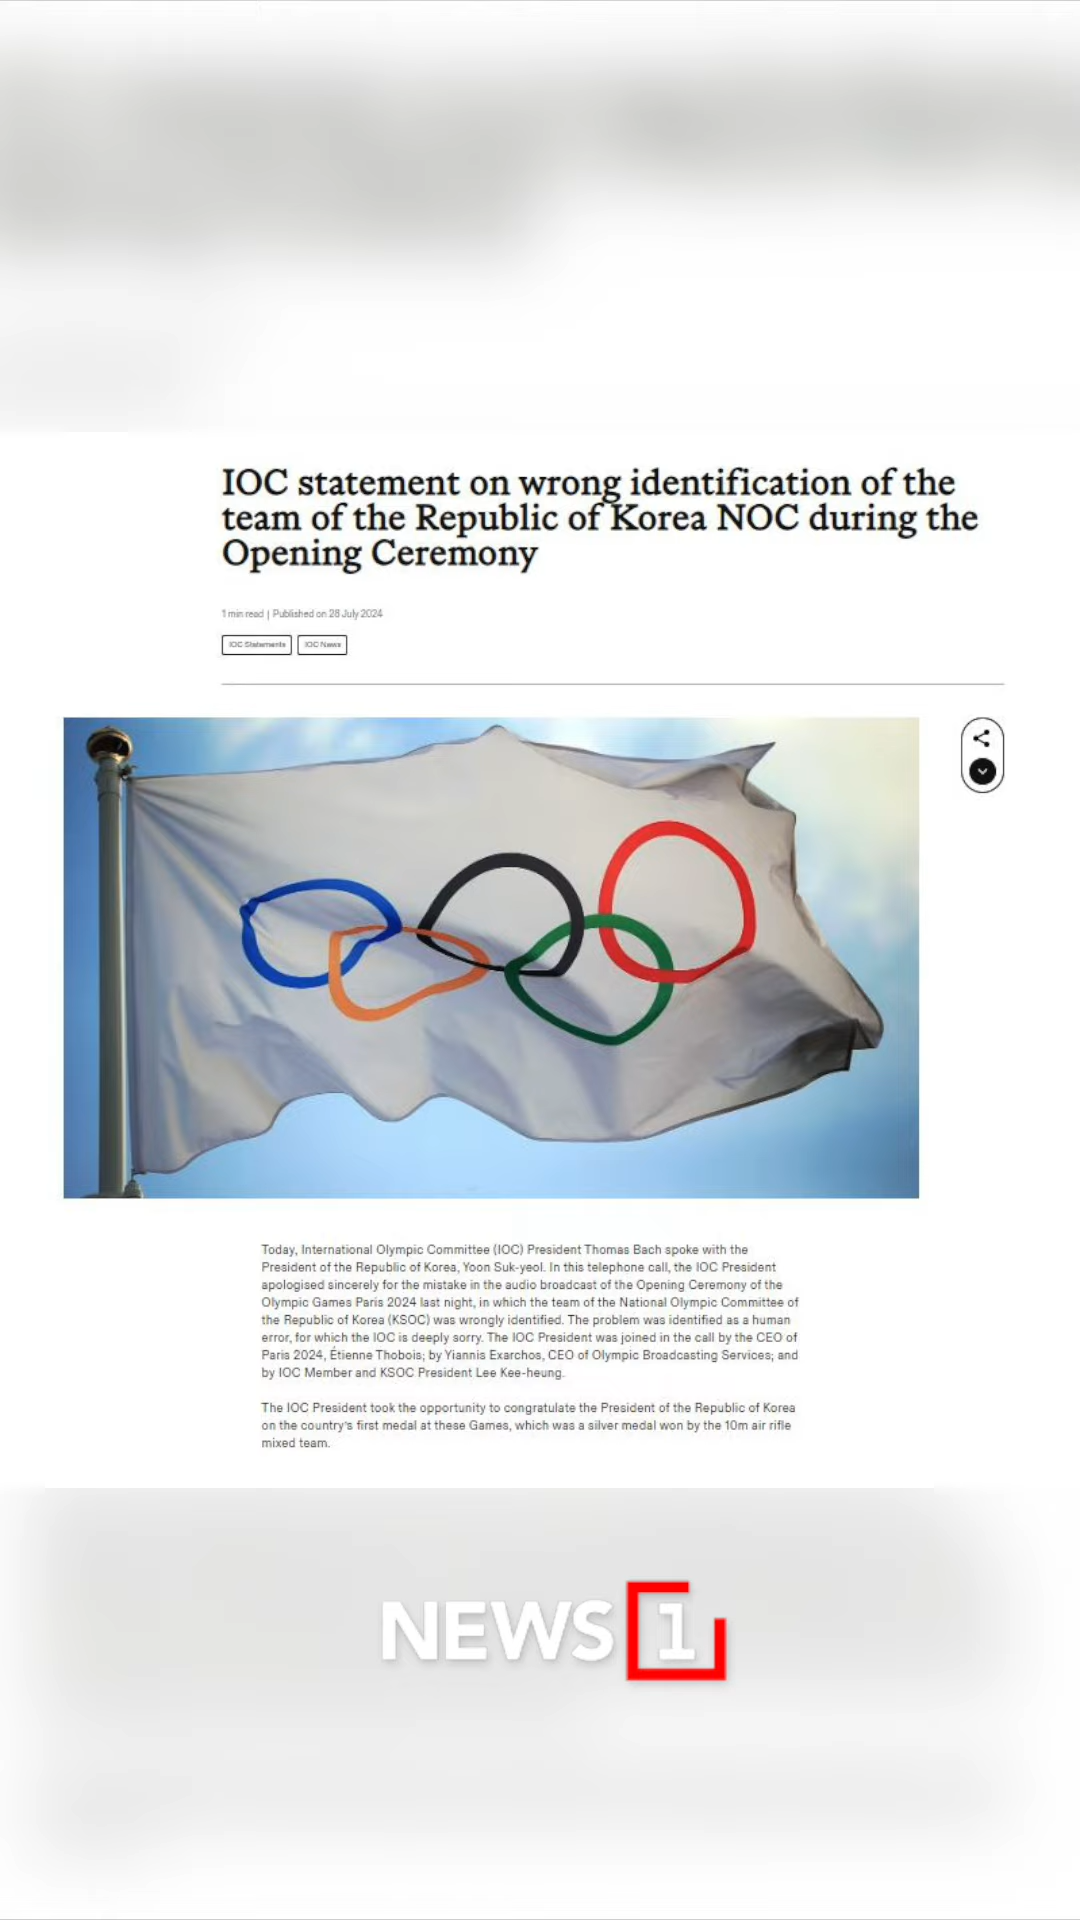 IOC statement on wrong identification of the
team of the Republic of Korea NOC during the
Opening Ceremony
1 min read | Published on 28 July 2024
IOC Statements IOC News
Today, International Olympic Committee (IOC) President Thomas Bach spoke with the
President of the Republic of Korea, Yoon Suk-yeol. In this telephone call, the IOC President
apologised sincerely for the mistake in the audio broadcast of the Opening Ceremony of the
Olympic Games Paris 2024 last night, in which the team of the National Olympic Committee of
the Republic of Korea (KSOC) was wrongly identified. The problem was identified as a human
error, for which the IOC is deeply sorry. The IOC President was joined in the call by the CEO of
Paris 2024, Étienne Thobois; by Yiannis Exarchos, CEO of Olympic Broadcasting Services; and
by IOC Member and KSOC President Lee Kee-heung.
The IOC President took the opportunity to congratulate the President of the Republic of Korea
on the country's first medal at these Games, which was a silver medal won by the 10m air rifle
mixed team.
NEWS 1